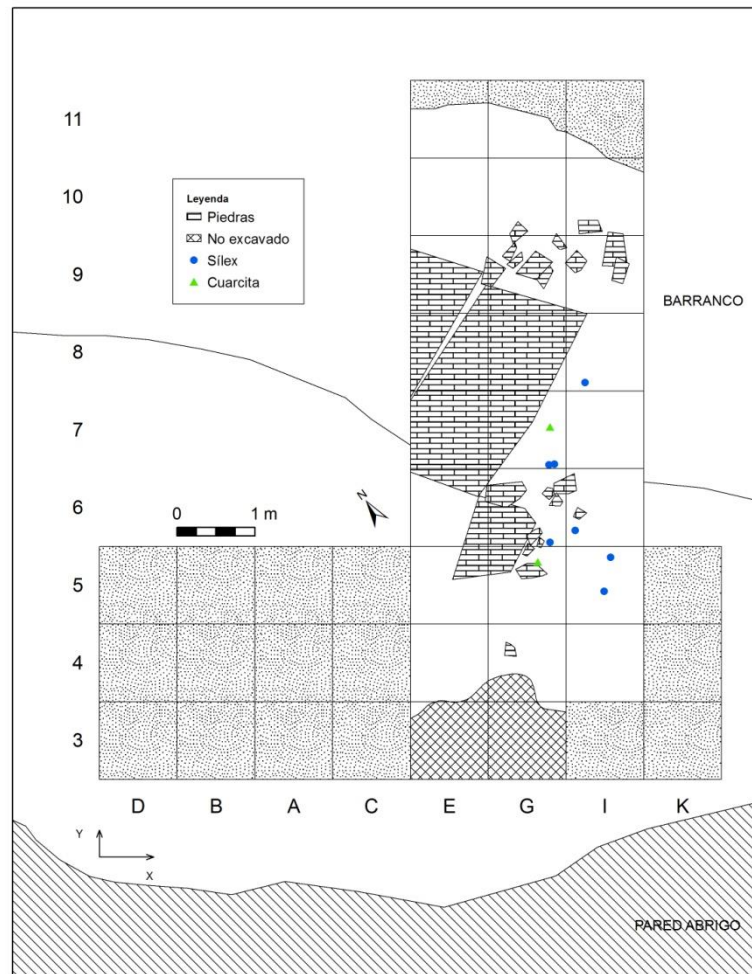 11
10
Leyenda
Piedras
No excavado
Sílex
Cuarcita
9
BARRANCO
8
7
N
6
0 1 m
5
4
3
D B A C E G I K
Y
X
PARED ABRIGO